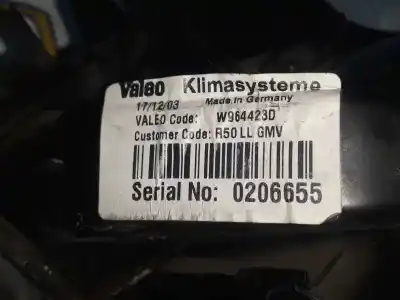 Valeo Klimasysteme
17/12/03 Made in Germany
VALEO Code: W964423D
Customer Code: R50 LL GMV
Serial No: 0206655